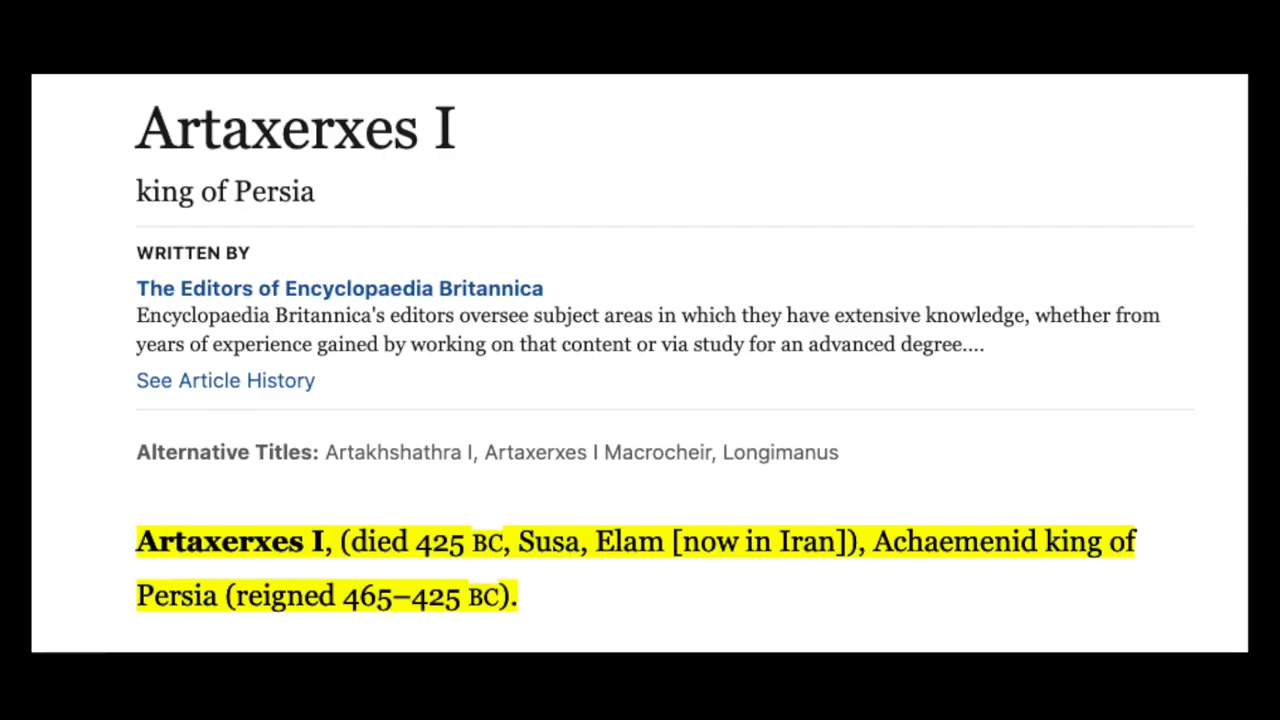 Artaxerxes I
king of Persia
WRITTEN BY
The Editors of Encyclopaedia Britannica
Encyclopaedia Britannica's editors oversee subject areas in which they have extensive knowledge, whether from
years of experience gained by working on that content or via study for an advanced degree....
See Article History
Alternative Titles: Artakhshathra I, Artaxerxes I Macrocheir, Longimanus
Artaxerxes I, (died 425 BC, Susa, Elam [now in Iran]), Achaemenid king of
Persia (reigned 465–425 BC).